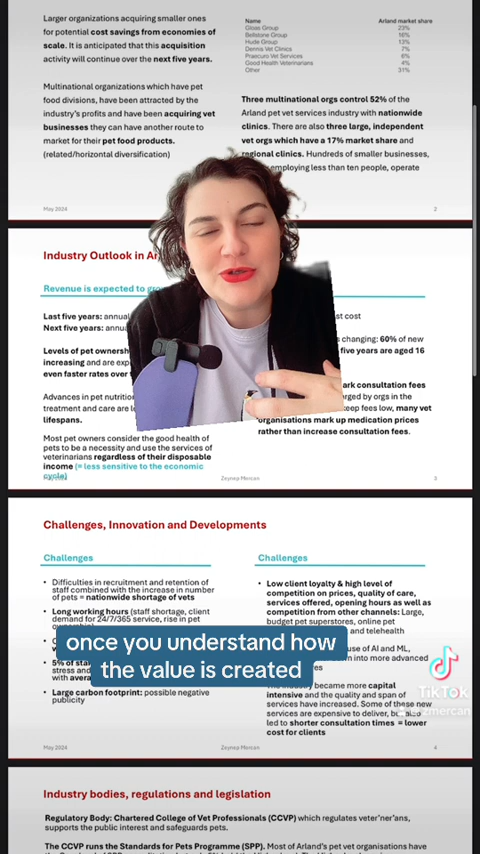 Larger organizations acquiring smaller ones
for potential cost savings from economies of
scale. It is anticipated that this acquisition
activity will continue over the next five years.
Multinational organizations which have pet
food divisions, have been attracted by the
industry's profits and have been acquiring vet
businesses they can have another route to
market for their pet food products.
(related/horizontal diversification)
Name Arland market share
23%
Bellstone Group 16%
Hude Group 13%
Dennis Vet Clinics 7%
Praecuro Vet Services 6%
Good Health Veterinarians 4%
Other 31%
Three multinational orgs control 52% of the
Arland pet vet services industry with nationwide
clinics. There are also three large, independent
vet orgs which have a 17% market share and
regional clinics. Hundreds of smaller businesses,
employing less than ten people, operate
May 2024 2
Industry Outlook in
Revenue is expected to
Last five years: annual
Next five years:
Levels of pet
increasing and are
even faster rates over
Advances in pet
treatment and care are
lifespans.
Most pet owners consider the good health of
pets to be a necessity and use the services of
veterinarians regardless of their disposable
income (= less sensitive to the economic
cycle)
cost
changing: 60% of new
five years are aged 16
consultation fees
by orgs in the
keep fees low, many vet
organisations mark up medication prices
rather than increase consultation fees.
Zeynep Mercan 3
Challenges, Innovation and Developments
Challenges
• Difficulties in recruitment and retention of
staff combined with the increase in number
of pets = nationwide shortage of vets
• Long working hours (staff shortage, client
demand for 24/7/365 service, rise in pet
• 5% of
stress and
with
• Large carbon footprint: possible negative
publicity
Challenges
• Low client loyalty & high level of
competition on prices, quality of care,
services offered, opening hours as well as
competition from other channels: Large,
budget pet superstores, online pet
and telehealth
use of AI and ML,
into more advanced
industry became more capital
intensive and the quality and span of
services have increased. Some of these new
services are expensive to deliver, but also
led to shorter consultation times = lower
cost for clients
once you understand how
the value is created
TikTok
May 2024 Zeynep Mercan 4
Industry bodies, regulations and legislation
Regulatory Body: Chartered College of Vet Professionals (CCVP) which regulates
supports the public interest and safeguards pets.
The CCVP runs the Standards for Pets Programme (SPP). Most of Arland's pet vet organisations have